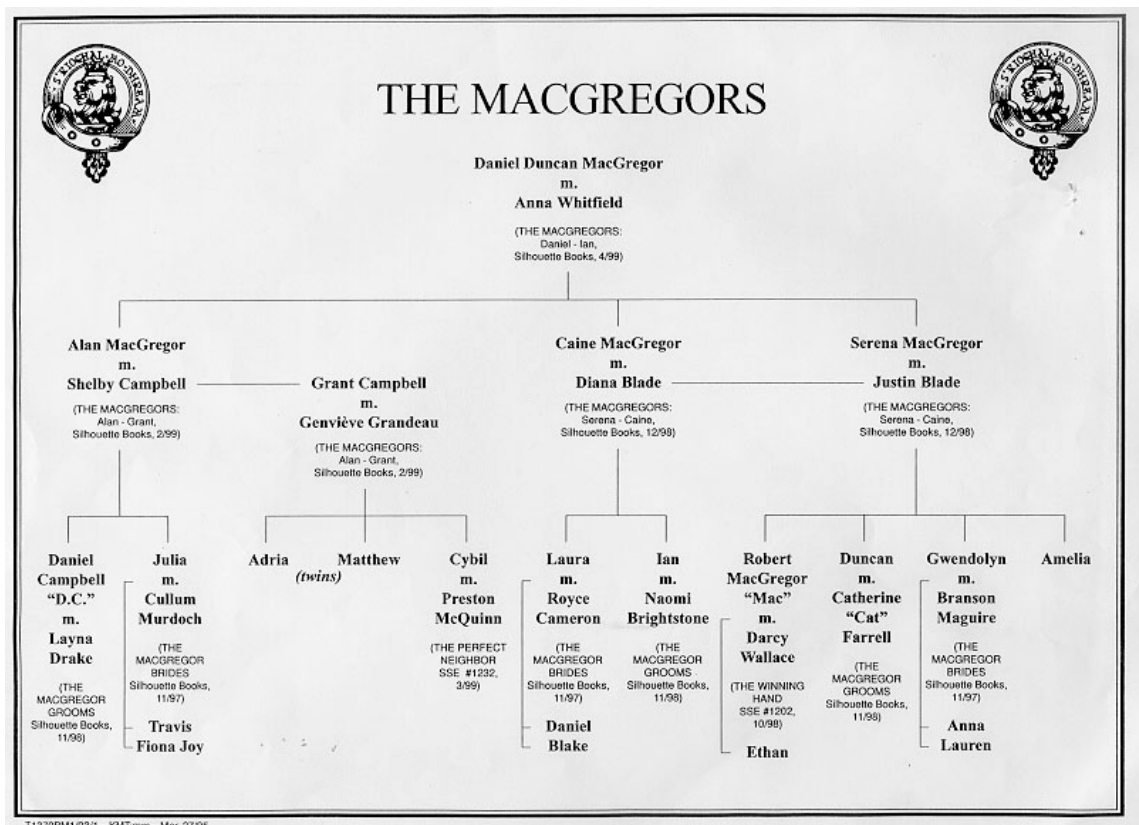 S'RIOGHAL·MO·DHREAM
S'RIOGHAL·MO·DHREAM
THE MACGREGORS
Daniel Duncan MacGregor
m.
Anna Whitfield
(THE MACGREGORS:
Daniel - Ian,
Silhouette Books, 4/99)
Alan MacGregor
m.
Shelby Campbell
(THE MACGREGORS:
Alan - Grant,
Silhouette Books, 2/99)
Grant Campbell
m.
Genviève Grandeau
(THE MACGREGORS:
Alan - Grant,
Silhouette Books, 2/99)
Caine MacGregor
m.
Diana Blade
(THE MACGREGORS:
Serena - Caine,
Silhouette Books, 12/98)
Serena MacGregor
m.
Justin Blade
(THE MACGREGORS:
Serena - Caine,
Silhouette Books, 12/98)
Daniel
Campbell
"D.C."
m.
Layna
Drake
(THE
MACGREGOR
GROOMS
Silhouette Books,
11/98)
Julia
m.
Cullum
Murdoch
(THE
MACGREGOR
BRIDES
Silhouette Books,
11/97)
Travis
Fiona Joy
Adria
Matthew
(twins)
Cybil
m.
Preston
McQuinn
(THE PERFECT
NEIGHBOR
SSE #1232,
3/99)
Laura
m.
Royce
Cameron
(THE
MACGREGOR
BRIDES
Silhouette Books,
11/97)
Daniel
Blake
Ian
m.
Naomi
Brightstone
(THE
MACGREGOR
GROOMS
Silhouette Books,
11/98)
Robert
MacGregor
"Mac"
m.
Darcy
Wallace
(THE WINNING
HAND
SSE #1202,
10/98)
Ethan
Duncan
m.
Catherine
"Cat"
Farrell
(THE
MACGREGOR
GROOMS
Silhouette Books,
11/98)
Gwendolyn
m.
Branson
Maguire
(THE
MACGREGOR
BRIDES
Silhouette Books,
11/97)
Anna
Lauren
Amelia